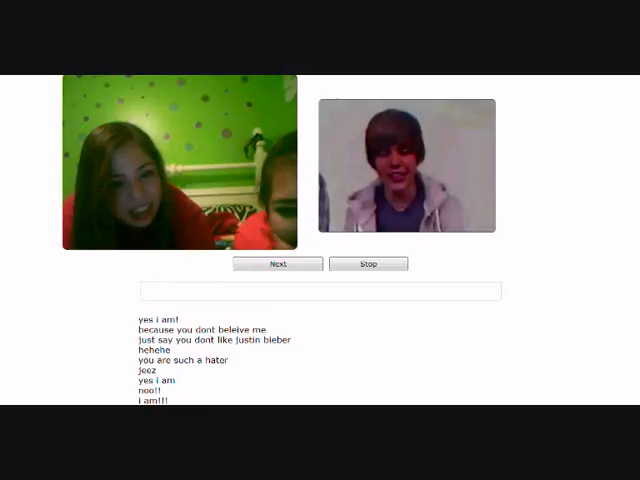 Next
Stop
yes i am!
because you dont beleive me
just say you dont like justin bieber
hehehe
you are such a hater
jeez
yes i am
noo!!
i am!!!